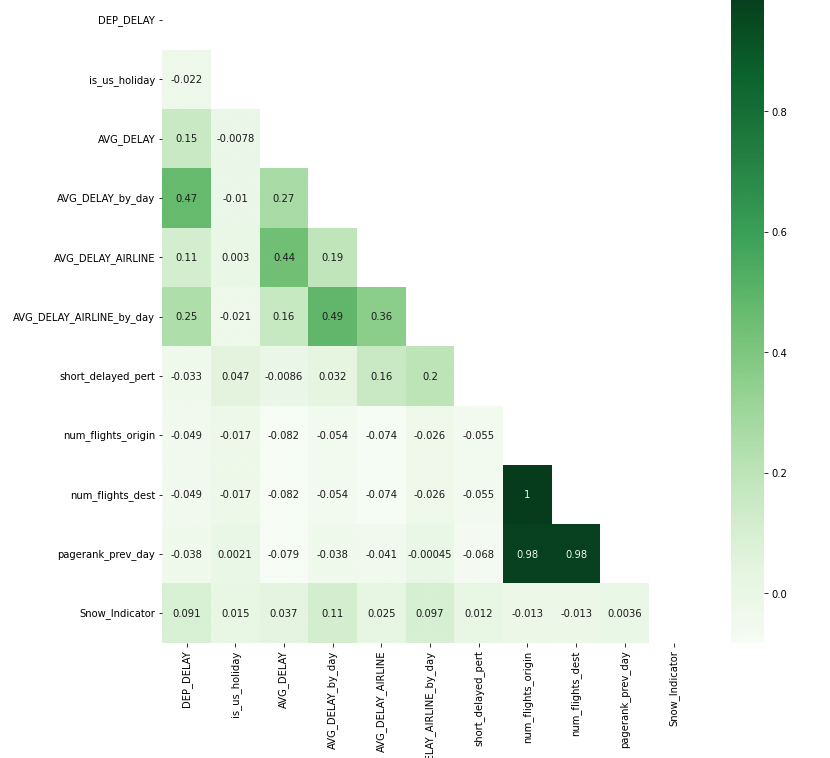 DEP_DELAY
is_us_holiday -0.022
AVG_DELAY 0.15 -0.0078
AVG_DELAY_by_day 0.47 -0.01 0.27
AVG_DELAY_AIRLINE 0.11 0.003 0.44 0.19
AVG_DELAY_AIRLINE_by_day 0.25 -0.021 0.16 0.49 0.36
short_delayed_pert -0.033 0.047 -0.0086 0.032 0.16 0.2
num_flights_origin -0.049 -0.017 -0.082 -0.054 -0.074 -0.026 -0.055
num_flights_dest -0.049 -0.017 -0.082 -0.054 -0.074 -0.026 -0.055 1
pagerank_prev_day -0.038 0.0021 -0.079 -0.038 -0.041 -0.00045 -0.068 0.98 0.98
Snow_Indicator 0.091 0.015 0.037 0.11 0.025 0.097 0.012 -0.013 -0.013 0.0036
DEP_DELAY
is_us_holiday
AVG_DELAY
AVG_DELAY_by_day
AVG_DELAY_AIRLINE
ELAY_AIRLINE_by_day
short_delayed_pert
num_flights_origin
num_flights_dest
pagerank_prev_day
Snow_Indicator
0.8
0.6
0.4
0.2
0.0